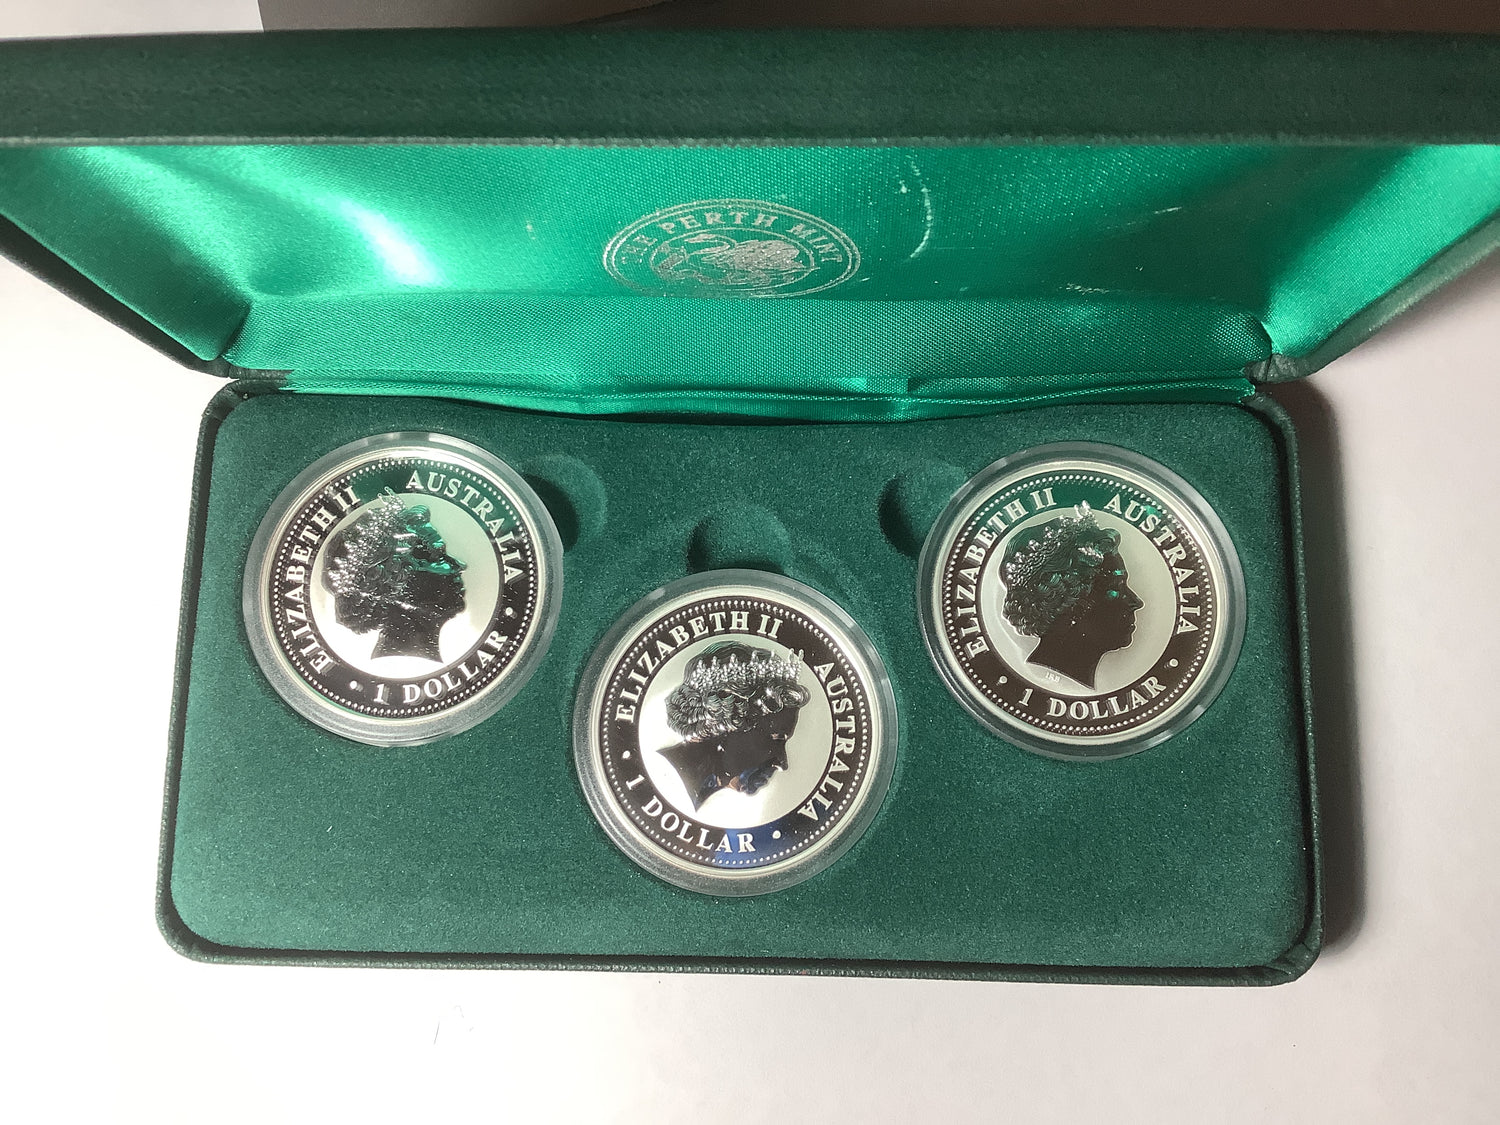 THE PERTH MINT
ELIZABETH II AUSTRALIA
• 1 DOLLAR •
ELIZABETH II AUSTRALIA
• 1 DOLLAR •
ELIZABETH II AUSTRALIA
• 1 DOLLAR •
IRB